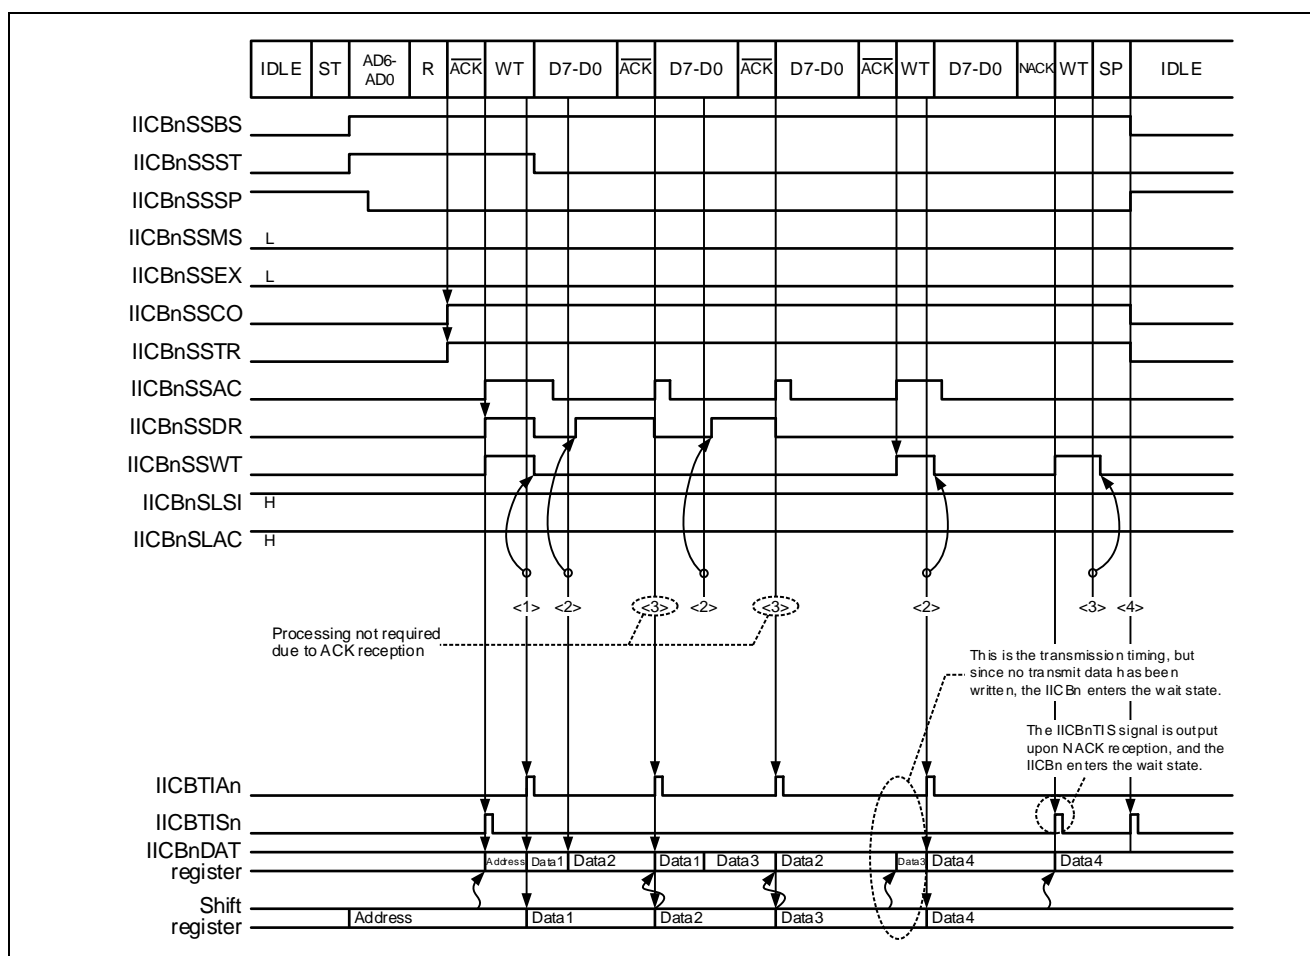 IDLE ST AD6-AD0 R ACK WT D7-D0 ACK D7-D0 ACK D7-D0 ACK WT D7-D0 NACK WT SP IDLE
IICBnSSBS
IICBnSSST
IICBnSSSP
IICBnSSMS L
IICBnSSEX L
IICBnSSCO
IICBnSSTR
IICBnSSAC
IICBnSSDR
IICBnSSWT
IICBnSLSI H
IICBnSLAC H
<1> <2> <3> <2> <3> <2> <3> <4>
Processing not required
due to ACK reception
This is the transmission timing, but
since no transmit data has been
written, the IICBn enters the wait state.
The IICBnTIS signal is output
upon NACK reception, and the
IICBn enters the wait state.
IICBTIAn
IICBTISn
IICBnDAT
register
Address Data1 Data2 Data1 Data3 Data2 Data3 Data4 Data4
Shift
register
Address Data1 Data2 Data3 Data4